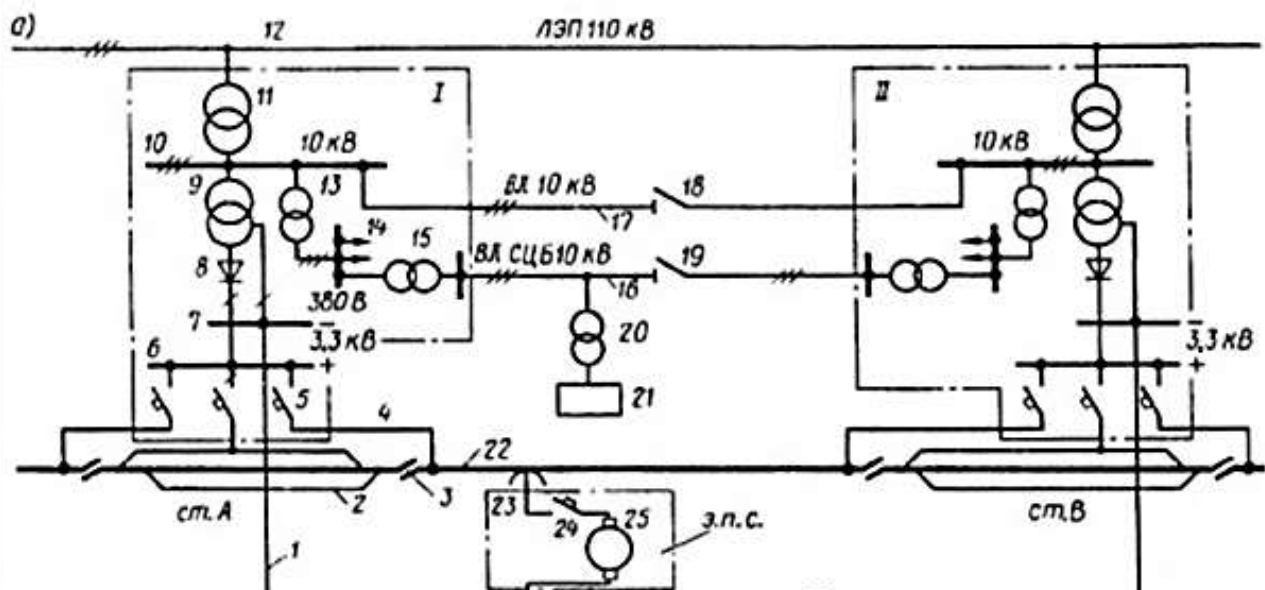 а) 12 ЛЭП 110 кВ
11 I II
10 10 кВ 10 кВ
9 13 ВЛ 10 кВ 18
17
14 15 ВЛ СЦБ 10 кВ 19
8 16
380 В 20
7 - -
3,3 кВ 3,3 кВ
6 + +
5 4 21
22
2 3 23 24 25 э.п.с.
ст. А ст. В
1